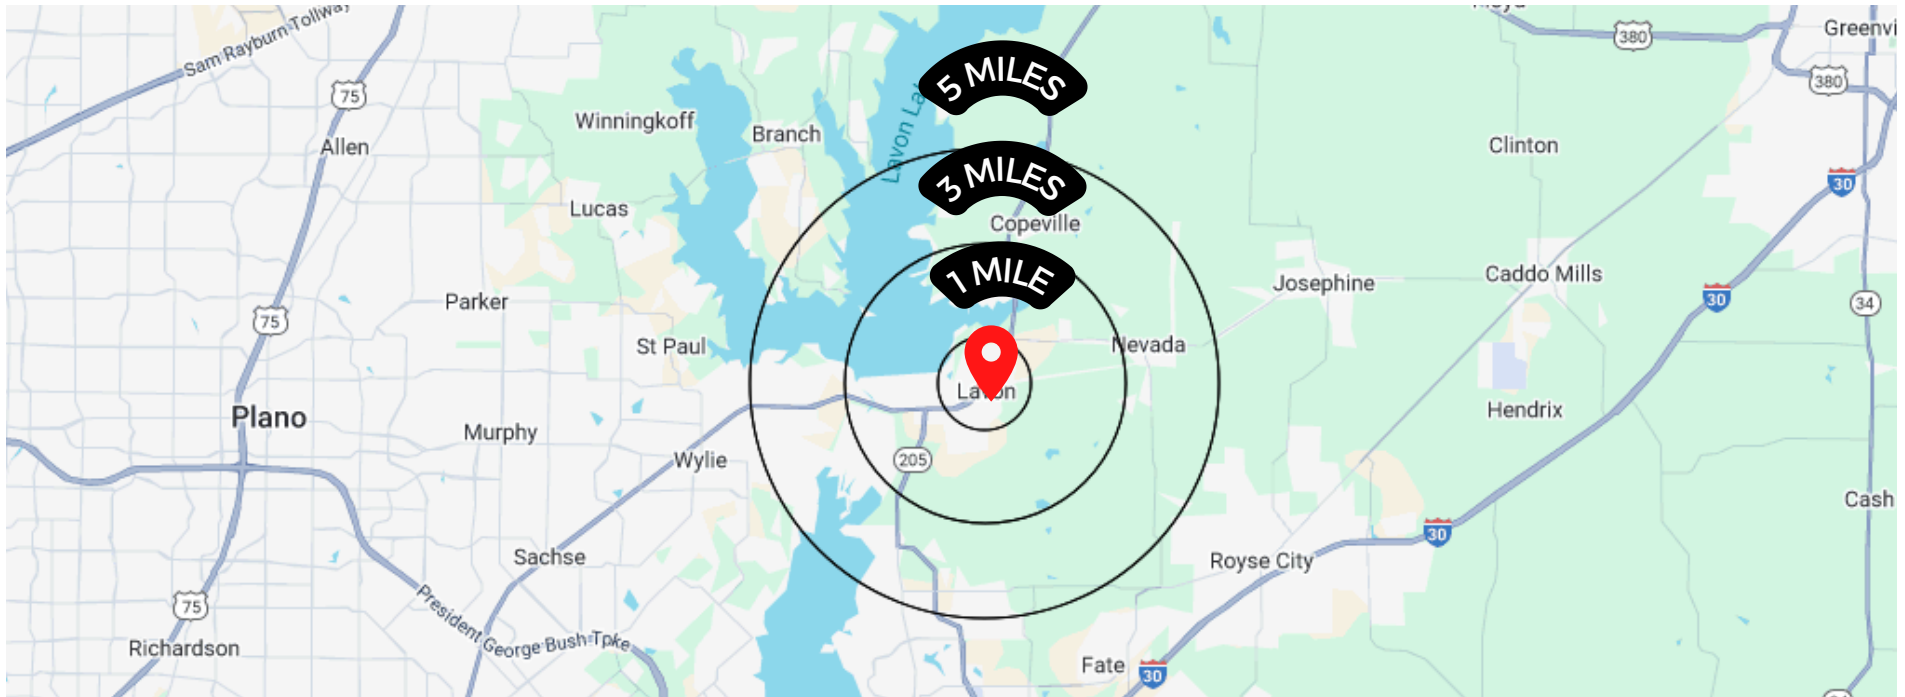 Sam Rayburn Tollway
380
Greenvi
75
380
5 MILES
Winningkoff
Branch
Allen
Lavon La
Clinton
30
3 MILES
Lucas
Copeville
1 MILE
Josephine
Caddo Mills
30
Parker
34
75
St Paul
Nevada
Lavon
Plano
Hendrix
Murphy
Wylie
205
Cash
30
Sachse
Royse City
75
President George Bush Tpke
Richardson
Fate
30